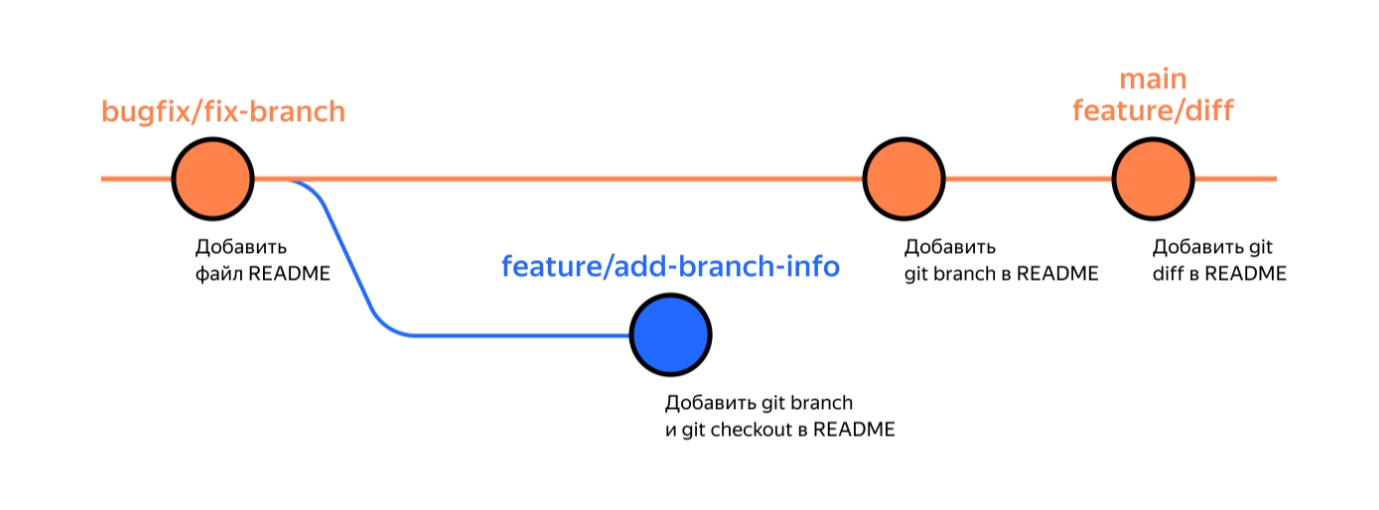 main
feature/diff
bugfix/fix-branch
Добавить
файл README
Добавить
git branch в README
Добавить git
diff в README
feature/add-branch-info
Добавить git branch
и git checkout в README